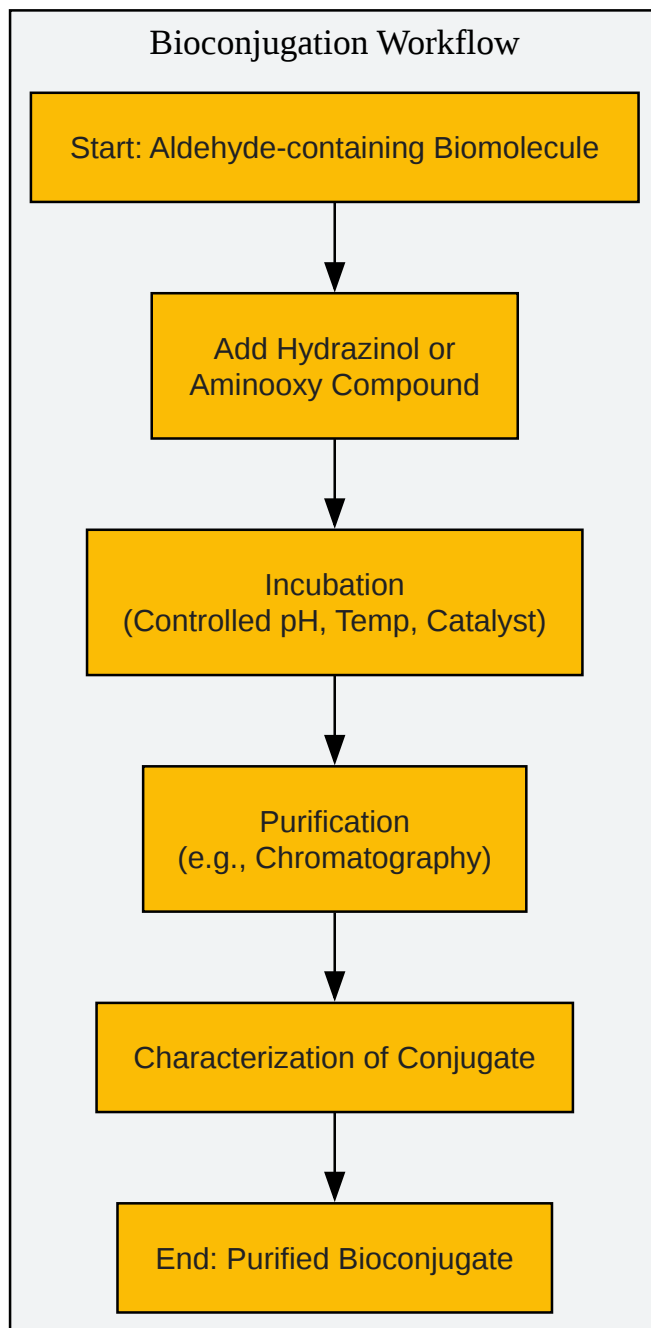 Bioconjugation Workflow
Start: Aldehyde-containing Biomolecule
Add Hydrazinol or
Aminooxy Compound
Incubation
(Controlled pH, Temp, Catalyst)
Purification
(e.g., Chromatography)
Characterization of Conjugate
End: Purified Bioconjugate